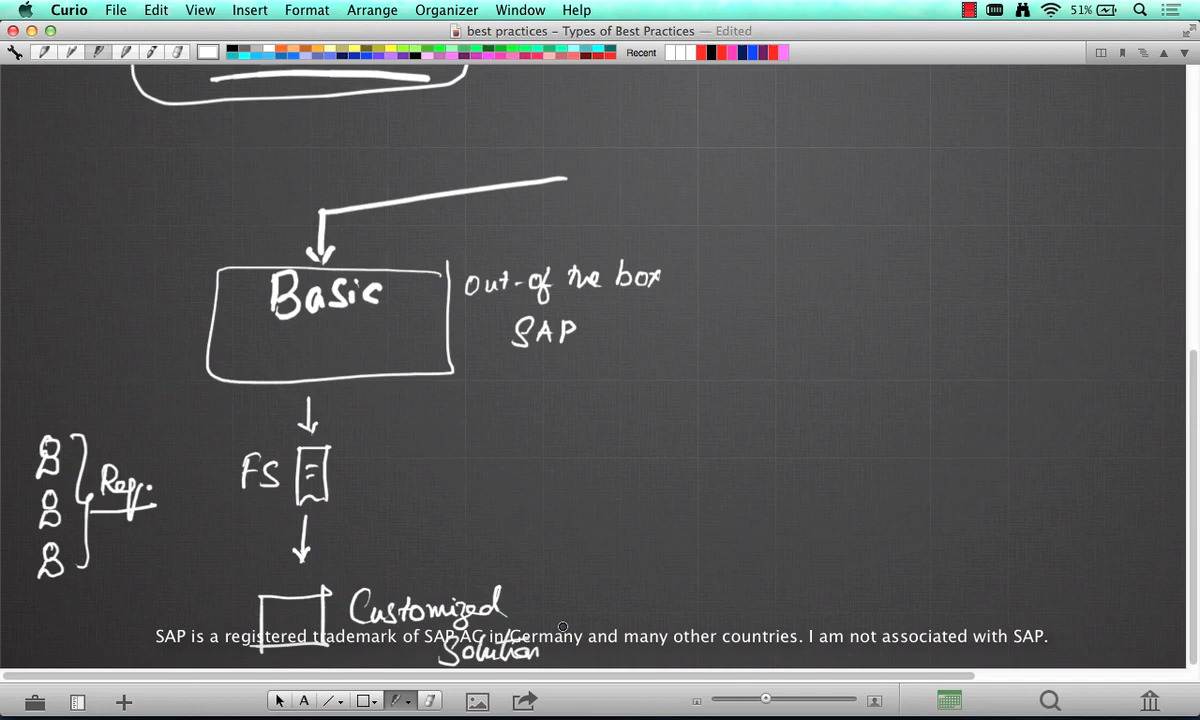 Curio File Edit View Insert Format Arrange Organizer Window Help 51%
best practices – Types of Best Practices — Edited
Recent
Basic
Out-of the box
SAP
FS
Req.
Customized
Solution
SAP is a registered trademark of SAP AG in Germany and many other countries. I am not associated with SAP.
A